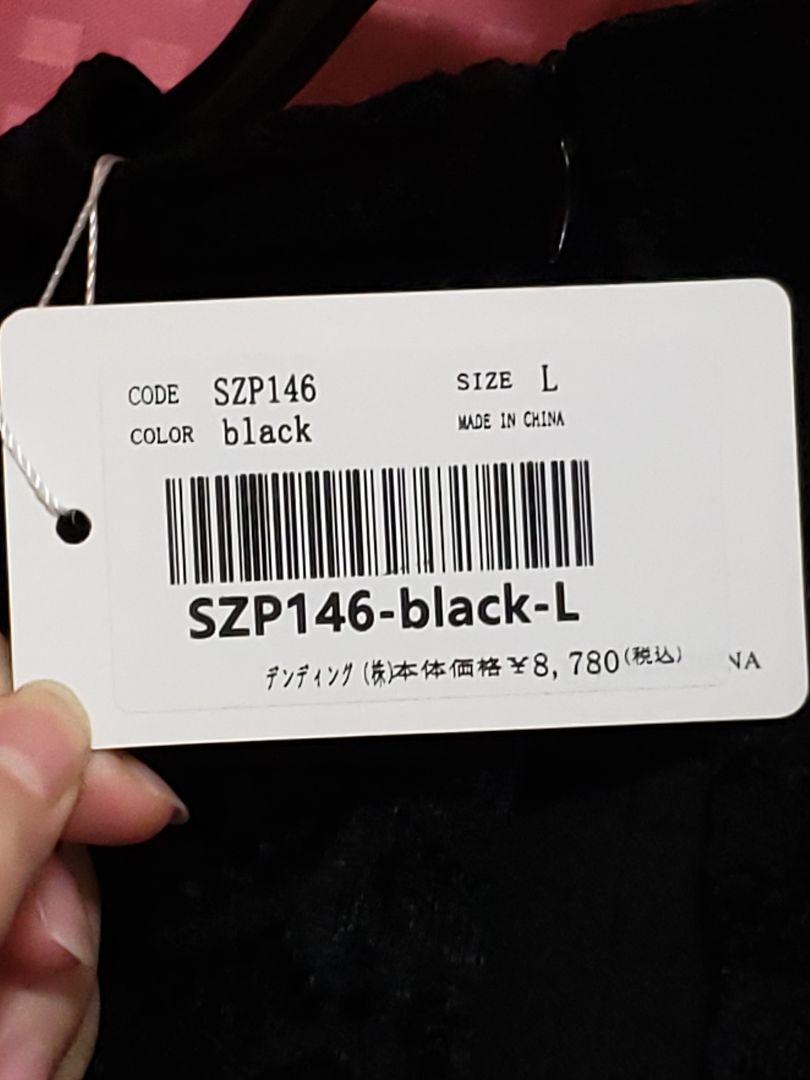 CODE SZP146 SIZE L
COLOR black MADE IN CHINA
SZP146-black-L
デンディング (株)本体価格¥8,780(税込)
NA